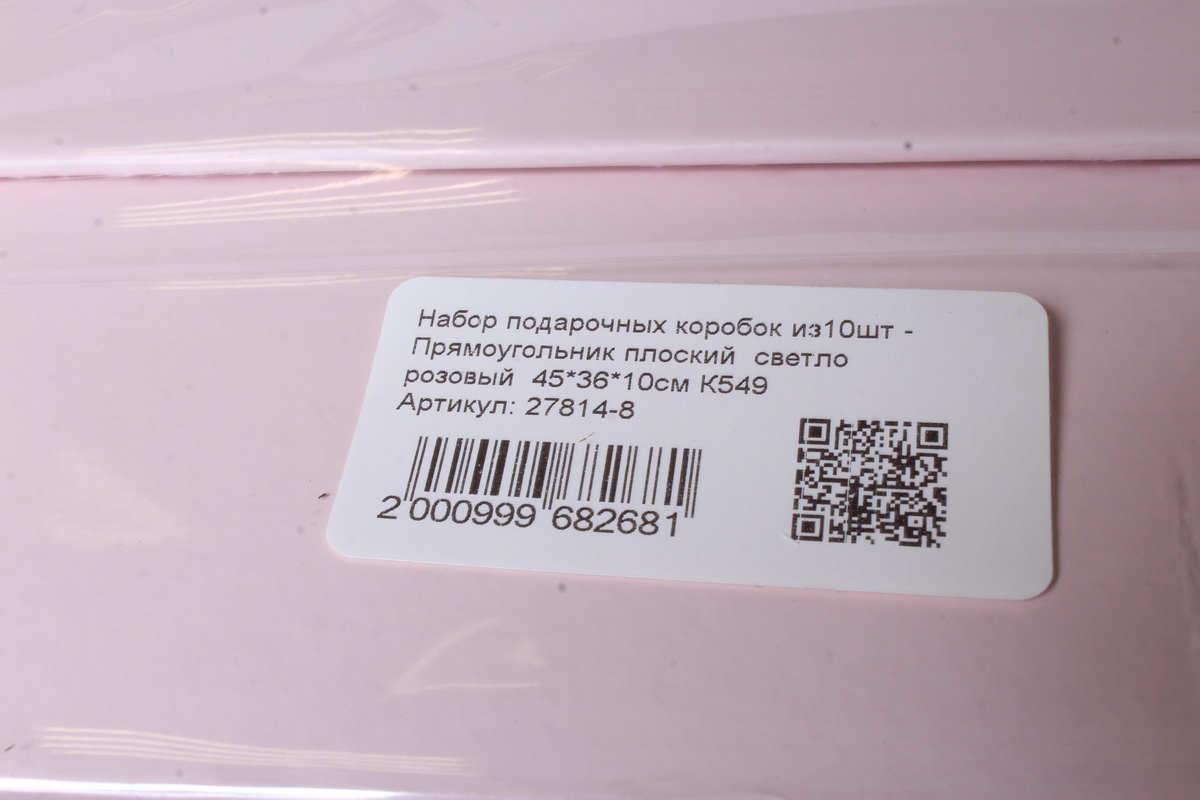 Набор подарочных коробок из10шт -
Прямоугольник плоский светло
розовый 45*36*10см К549
Артикул: 27814-8
2 000999 682681